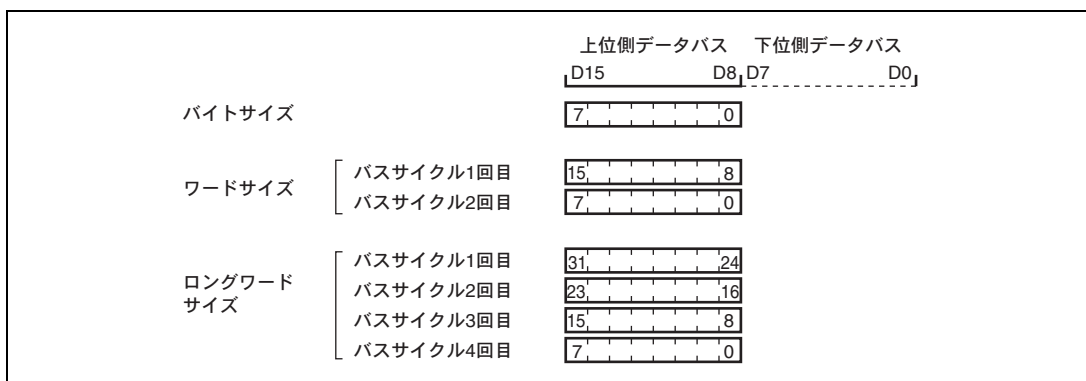 上位側データバス 下位側データバス
D15 D8 D7 D0
バイトサイズ 7 0
ワードサイズ
バスサイクル1回目 15 8
バスサイクル2回目 7 0
ロングワード
サイズ
バスサイクル1回目 31 24
バスサイクル2回目 23 16
バスサイクル3回目 15 8
バスサイクル4回目 7 0